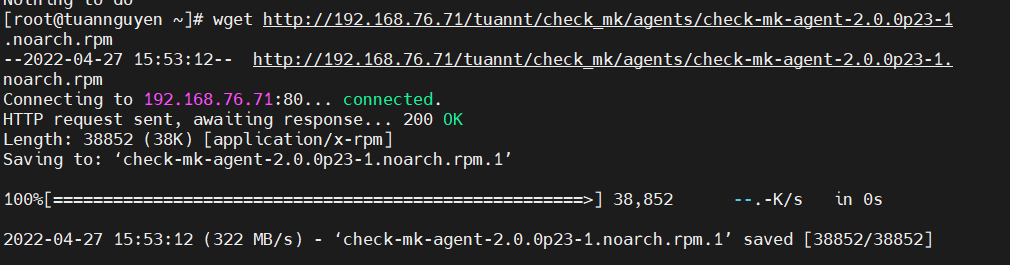 Nothing to do
[root@tuannguyen ~]# wget http://192.168.76.71/tuannt/check_mk/agents/check-mk-agent-2.0.0p23-1
.noarch.rpm
--2022-04-27 15:53:12--  http://192.168.76.71/tuannt/check_mk/agents/check-mk-agent-2.0.0p23-1.
noarch.rpm
Connecting to 192.168.76.71:80... connected.
HTTP request sent, awaiting response... 200 OK
Length: 38852 (38K) [application/x-rpm]
Saving to: ‘check-mk-agent-2.0.0p23-1.noarch.rpm.1’
100%[======================================================>] 38,852      --.-K/s   in 0s
2022-04-27 15:53:12 (322 MB/s) - ‘check-mk-agent-2.0.0p23-1.noarch.rpm.1’ saved [38852/38852]